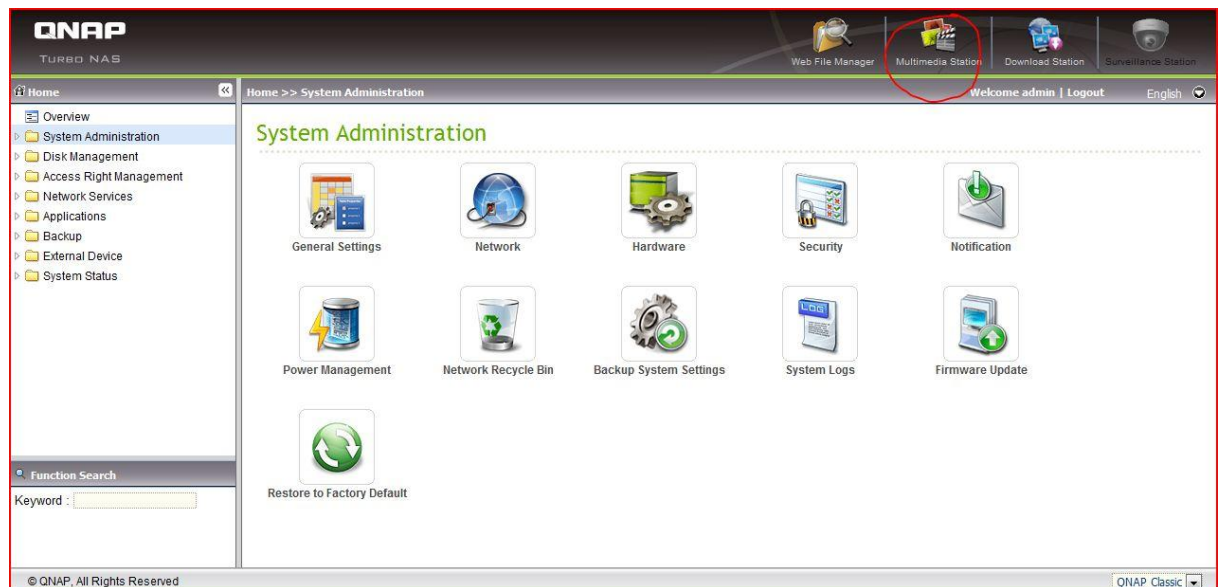 QNAP
TURBO NAS
Web File Manager
Multimedia Station
Download Station
Surveillance Station
Home
Home >> System Administration
Welcome admin | Logout
English
Overview
System Administration
Disk Management
Access Right Management
Network Services
Applications
Backup
External Device
System Status
System Administration
General Settings
Network
Hardware
Security
Notification
Power Management
Network Recycle Bin
Backup System Settings
LOG
System Logs
Firmware Update
Restore to Factory Default
Function Search
Keyword :
© QNAP, All Rights Reserved
QNAP Classic